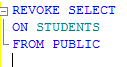 REVOKE SELECT
ON STUDENTS
FROM PUBLIC